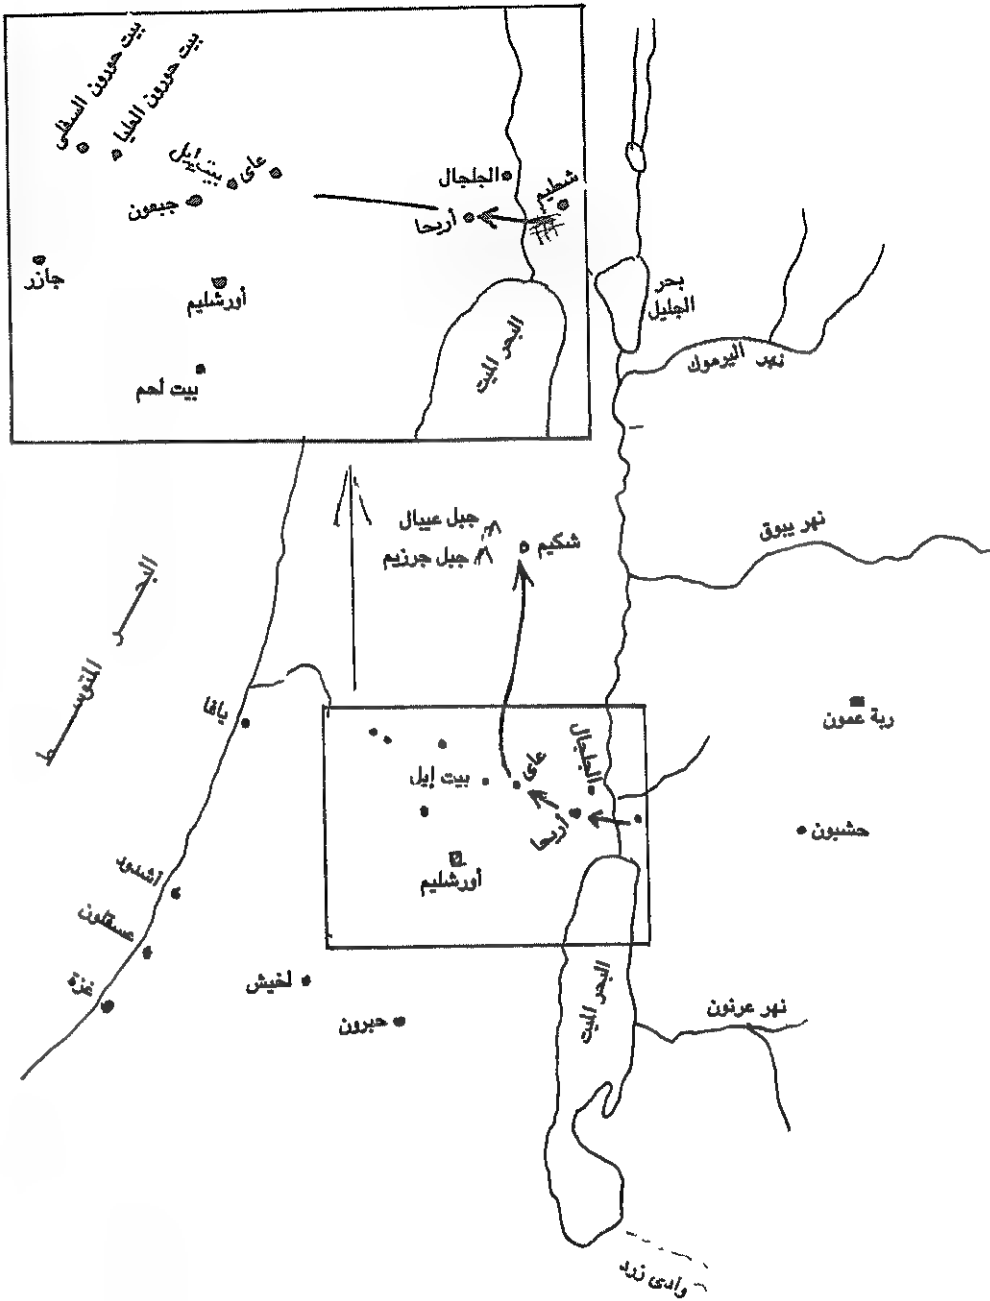 بيت حورون السفلى
بيت حورون العليا
بيت إيل
عاى
جبعون
الجلجال
شطيم
أريحا
جازر
أورشليم
البحر الميت
بيت لحم
بحر
الجليل
نهر اليرموك
جبل عيبال
جبل جرزيم
شكيم
نهر يبوق
البحــر
المتوســط
يافا
ربة عمون
عاى
الجلجال
بيت إيل
أريحا
حشبون
أورشليم
أشدود
عسقلون
غزة
لخيش
حبرون
البحر الميت
نهر عرنون
وادى زرد